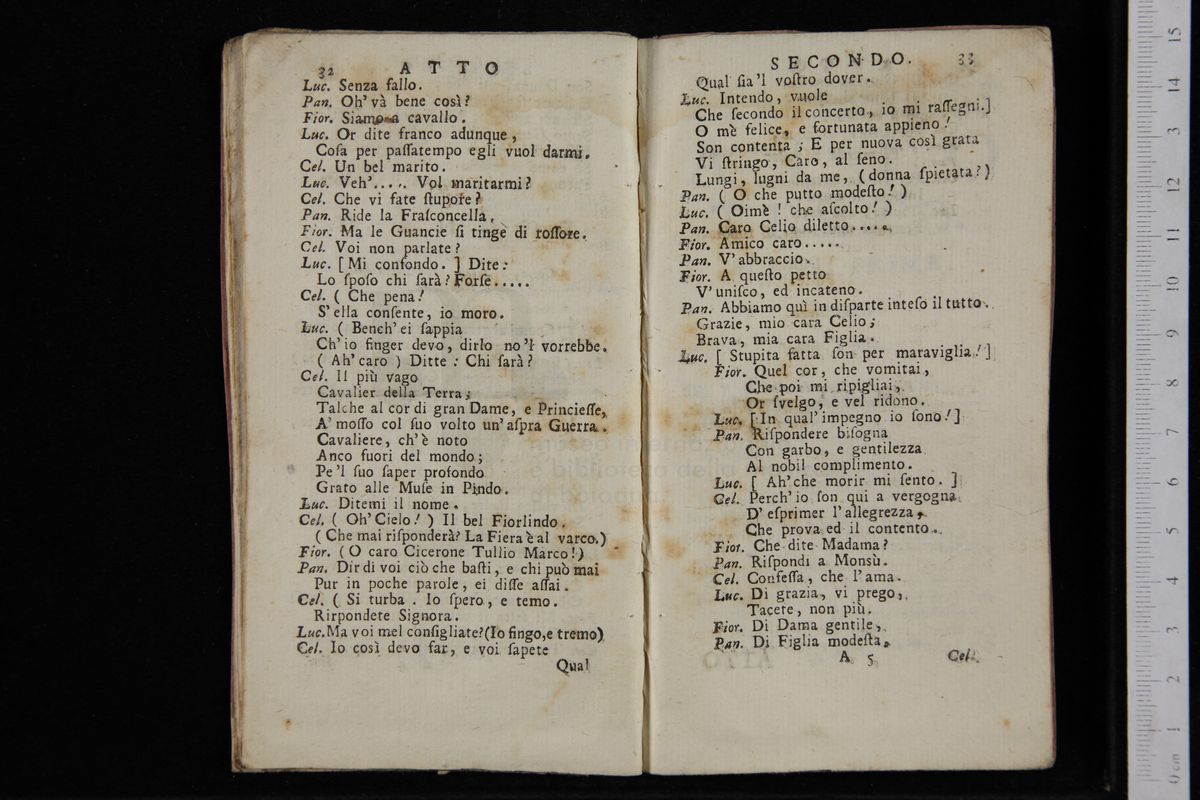 32 ATTO
Luc. Senza fallo.
Pan. Oh' và bene così?
Fior. Siamo a cavallo.
Luc. Or dite franco adunque,
Coſa per paſſatempo egli vuol darmi.
Cel. Un bel marito.
Luc. Veh'..... Vol maritarmi?
Cel. Che vi fate ſtupore?
Pan. Ride la Fraſconcella,
Fior. Ma le Guancie ſi tinge di roſſore.
Cel. Voi non parlate?
Luc. [ Mi confondo. ] Dite:
Lo ſpoſo chi ſarà? Forſe.....
Cel. ( Che pena!
S'ella conſente, io moro.
Luc. ( Bench'ei ſappia
Ch'io finger devo, dirlo no'l vorrebbe.
( Ah' caro ) Ditte : Chi ſarà?
Cel. Il più vago
Cavalier della Terra;
Talche al cor di gran Dame, e Principeſſe,
A' moſſo col ſuo volto un'aſpra Guerra.
Cavaliere, ch'è noto
Anco fuori del mondo;
Pe'l ſuo ſaper profondo
Grato alle Muſe in Pindo.
Luc. Ditemi il nome.
Cel. ( Oh' Cielo! ) Il bel Fiorlindo.
( Che mai riſponderà? La Fiera è al varco.)
Fior. ( O caro Cicerone Tullio Marco!)
Pan. Dir di voi ciò che baſti, e chi può mai
Pur in poche parole, ei diſſe aſſai.
Cel. ( Si turba . Io ſpero, e temo.
Rirpondete Signora.
Luc. Ma voi mel conſigliate?(Io fingo,e tremo)
Cel. Io così devo far, e voi ſapete
Qual
SECONDO. 33
Qual ſia'l voſtro dover.
Luc. Intendo, vuole
Che ſecondo il concerto, io mi raſſegni.]
O mè felice, e fortunata appieno!
Son contenta ; E per nuova così grata
Vi ſtringo, Caro, al ſeno.
Lungi, lugni da me, (donna ſpietata?)
Pan. ( O che putto modeſto! )
Luc. ( Oimè ! che aſcolto! )
Pan. Caro Celio diletto.....
Fior. Amico caro.....
Pan. V'abbraccio.
Fior. A queſto petto
V'uniſco, ed incateno.
Pan. Abbiamo quì in diſparte inteſo il tutto.
Grazie, mio cara Celio;
Brava, mia cara Figlia.
Luc. [ Stupita fatta ſon per maraviglia! ]
Fior. Quel cor, che vomitai,
Che poi mi ripigliai,
Or ſvelgo, e vel ridono.
Luc. [ In qual'impegno io ſono! ]
Pan. Riſpondere biſogna
Con garbo, e gentilezza
Al nobil complimento.
Luc. [ Ah'che morir mi ſento. ]
Cel. Perch'io ſon qui a vergogna
D'eſprimer l'allegrezza,
Che prova ed il contento.
Fior. Che dite Madama?
Pan. Riſpondi a Monsù.
Cel. Confeſſa, che l'ama.
Luc. Di grazia, vi prego,
Tacete, non più.
Fior. Di Dama gentile,
Pan. Di Figlia modeſta,
A 5 Cel.